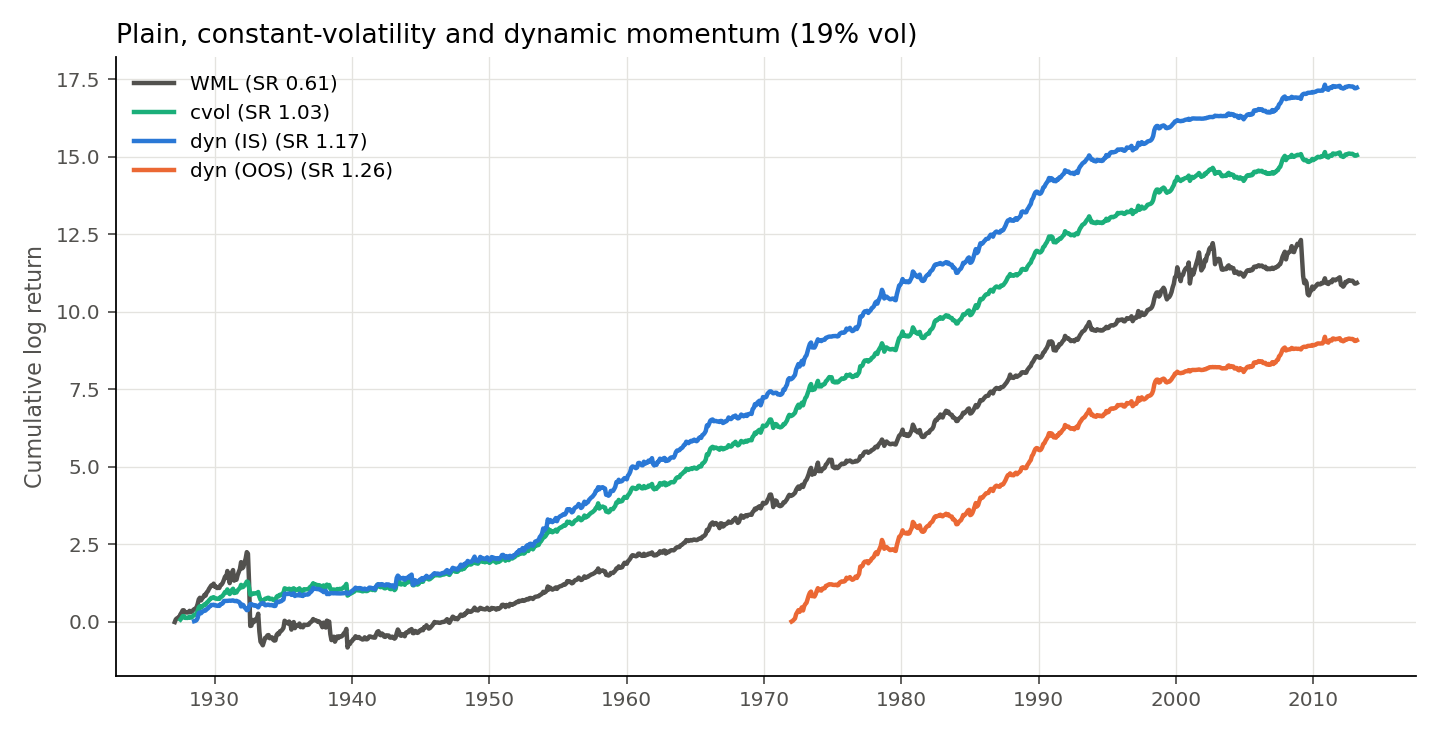 Plain, constant-volatility and dynamic momentum (19% vol)
WML (SR 0.61)
cvol (SR 1.03)
dyn (IS) (SR 1.17)
dyn (OOS) (SR 1.26)
Cumulative log return
17.5
15.0
12.5
10.0
7.5
5.0
2.5
0.0
1930 1940 1950 1960 1970 1980 1990 2000 2010